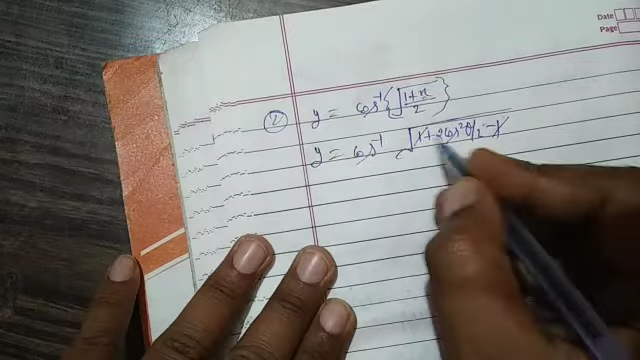 Date
Page
② y = cos⁻¹ { √(1+x)/2 }
y = cos⁻¹ √1+2cos²θ/2 -1